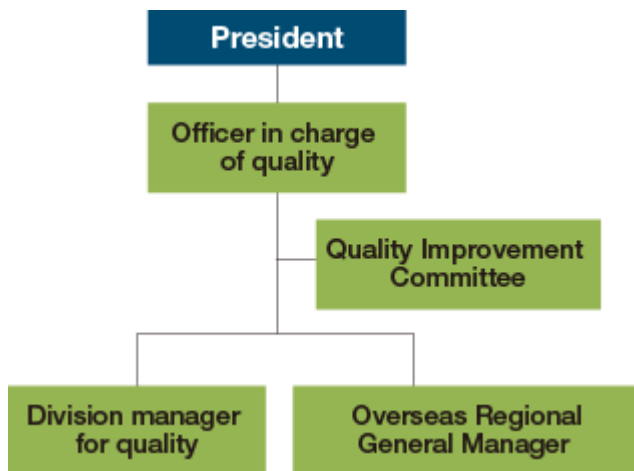 President
Officer in charge
of quality
Quality Improvement
Committee
Division manager
for quality
Overseas Regional
General Manager